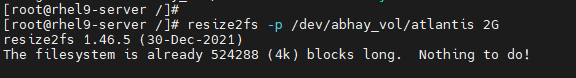 [root@rhel9-server /]#
[root@rhel9-server /]# resize2fs -p /dev/abhay_vol/atlantis 2G
resize2fs 1.46.5 (30-Dec-2021)
The filesystem is already 524288 (4k) blocks long.  Nothing to do!